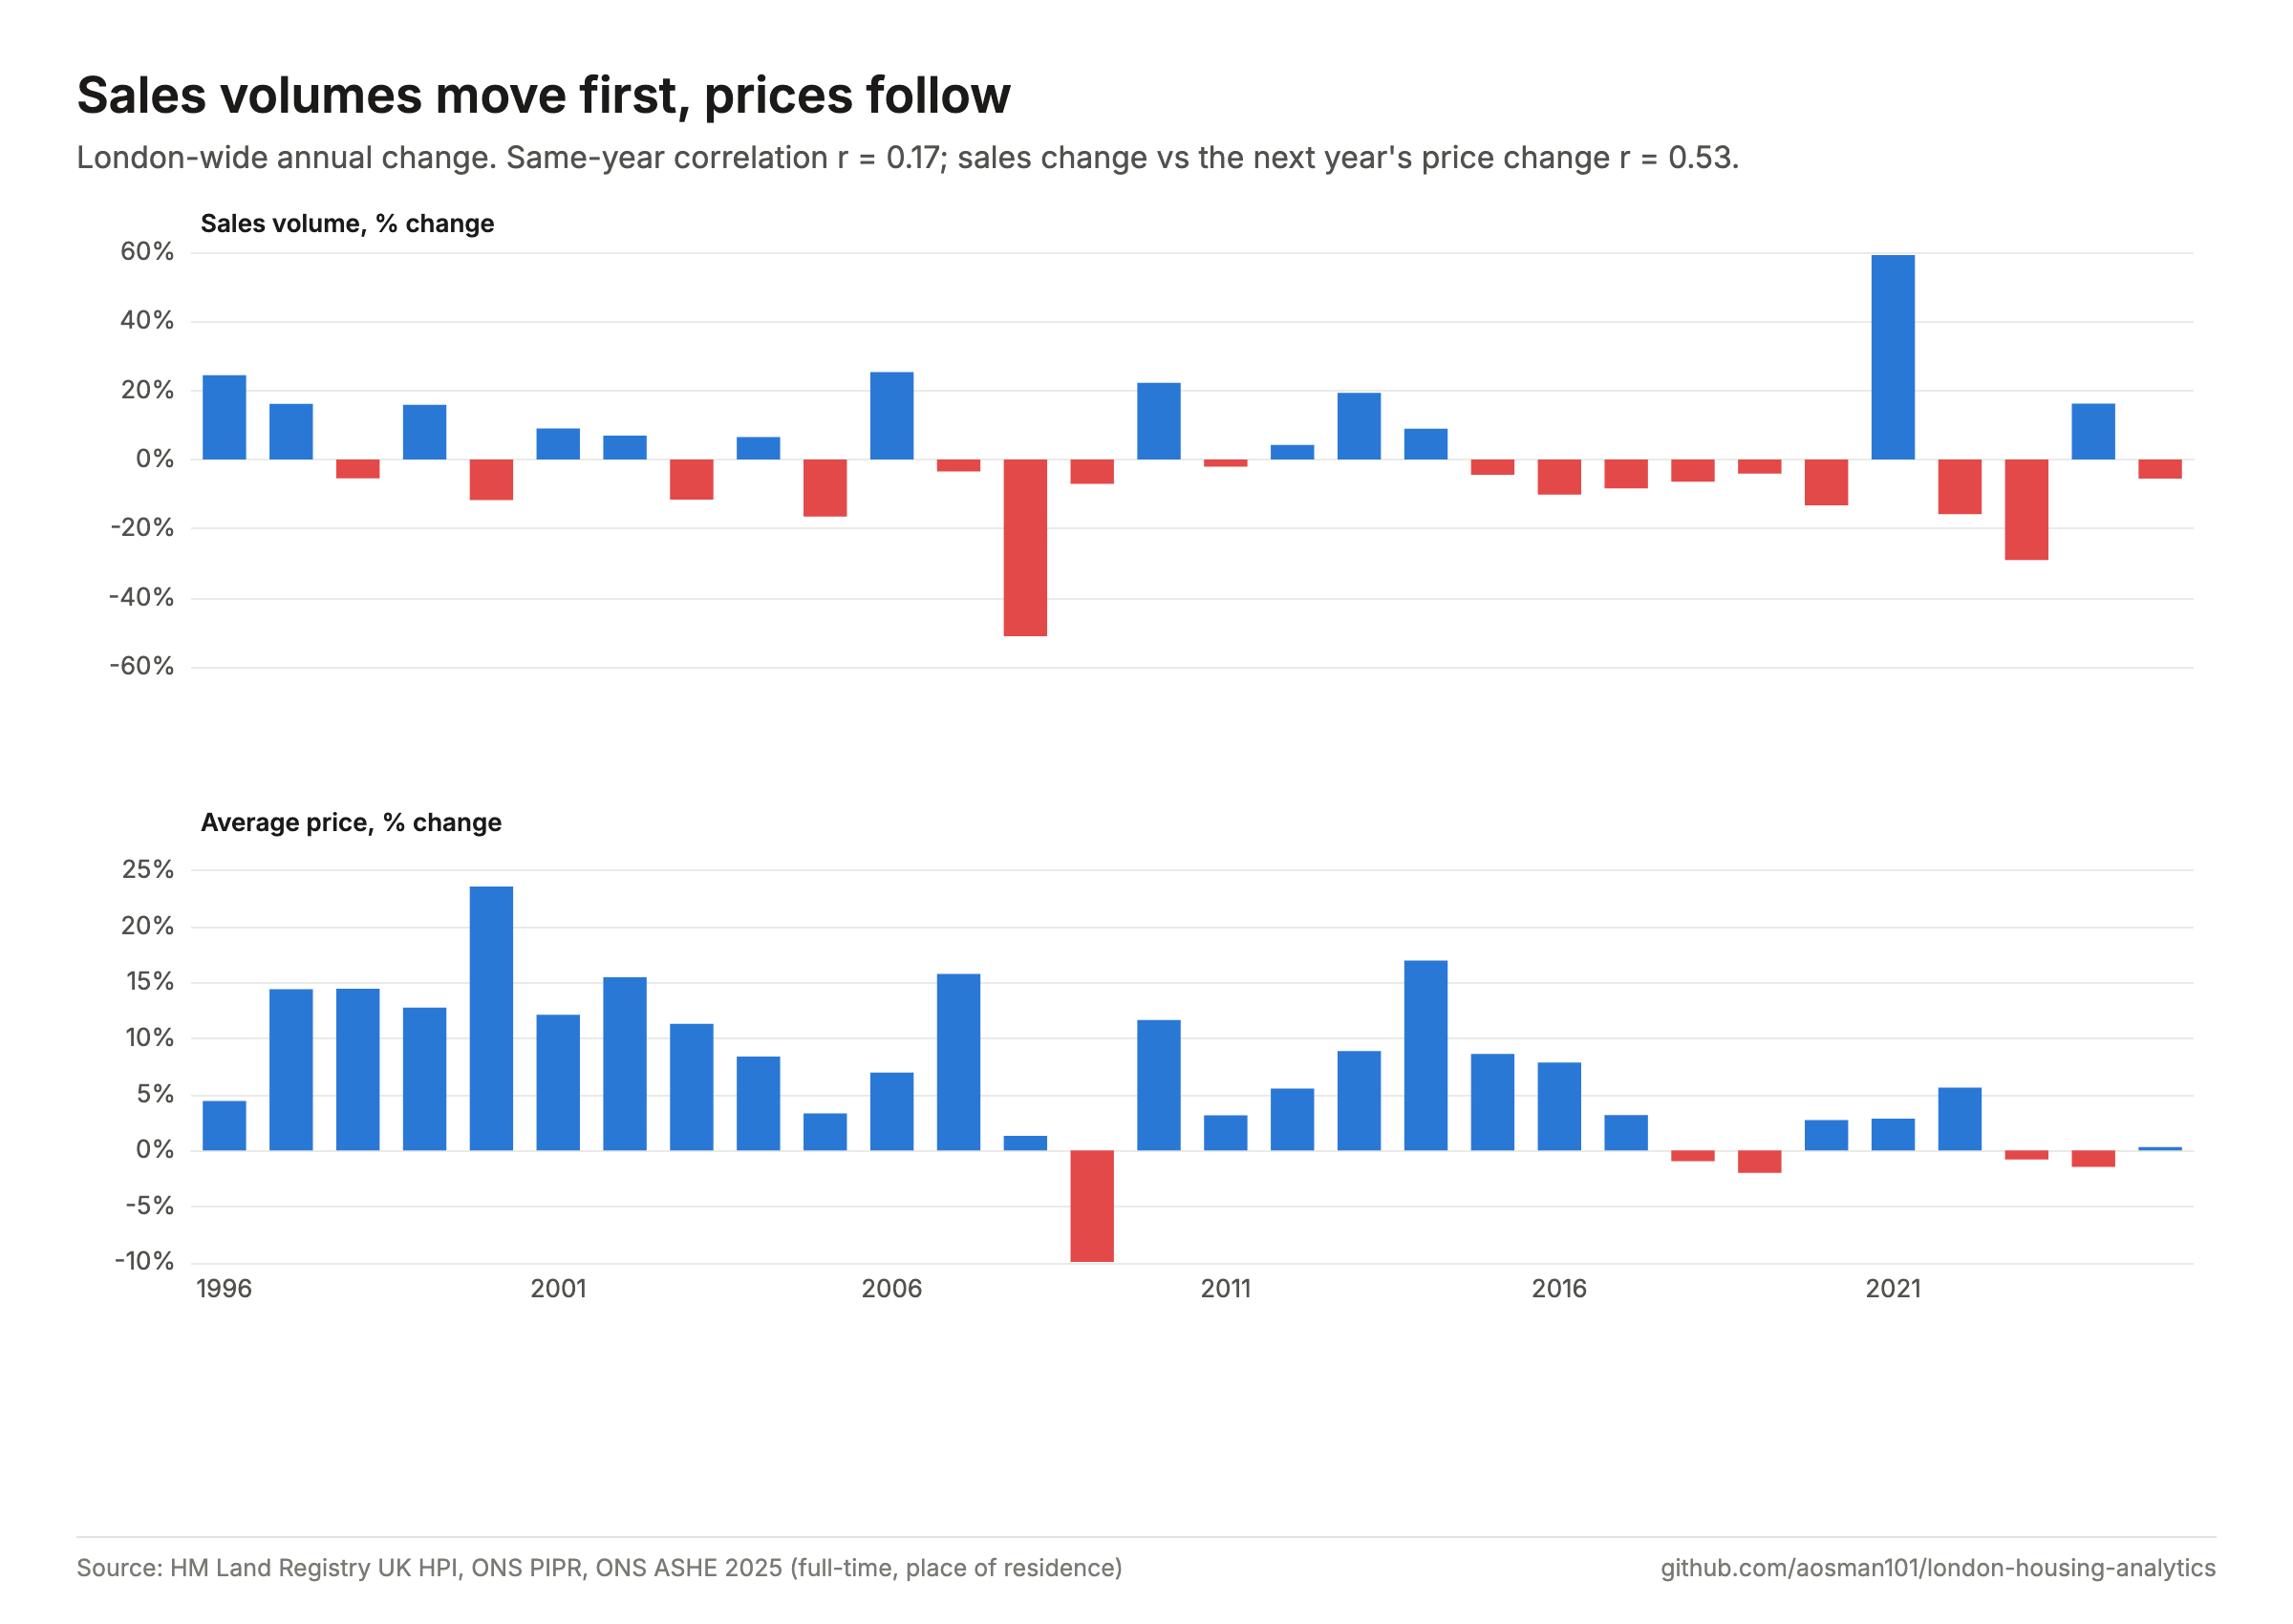 Sales volumes move first, prices follow
London-wide annual change. Same-year correlation r = 0.17; sales change vs the next year's price change r = 0.53.
Sales volume, % change
60%
40%
20%
0%
-20%
-40%
-60%
Average price, % change
25%
20%
15%
10%
5%
0%
-5%
-10%
1996 2001 2006 2011 2016 2021
Source: HM Land Registry UK HPI, ONS PIPR, ONS ASHE 2025 (full-time, place of residence) github.com/aosman101/london-housing-analytics